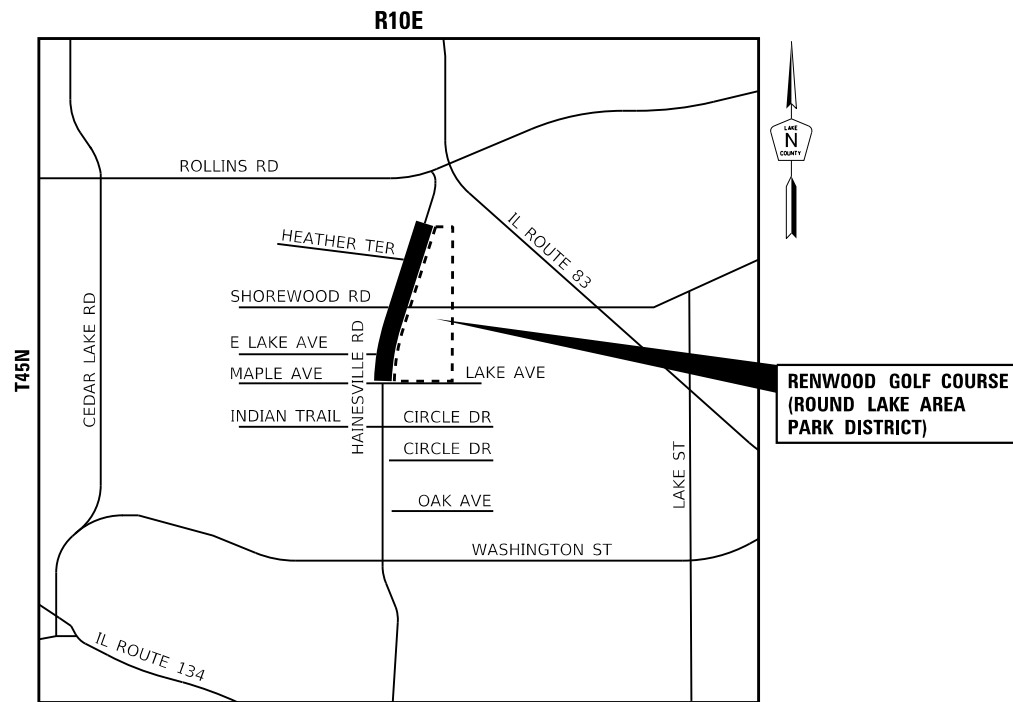 R10E
ROLLINS RD
LAKE
N
COUNTY
HEATHER TER
IL ROUTE 83
SHOREWOOD RD
CEDAR LAKE RD
HAINESVILLE RD
E LAKE AVE
MAPLE AVE
LAKE AVE
T45N
RENWOOD GOLF COURSE
(ROUND LAKE AREA
PARK DISTRICT)
INDIAN TRAIL
CIRCLE DR
CIRCLE DR
LAKE ST
OAK AVE
WASHINGTON ST
IL ROUTE 134